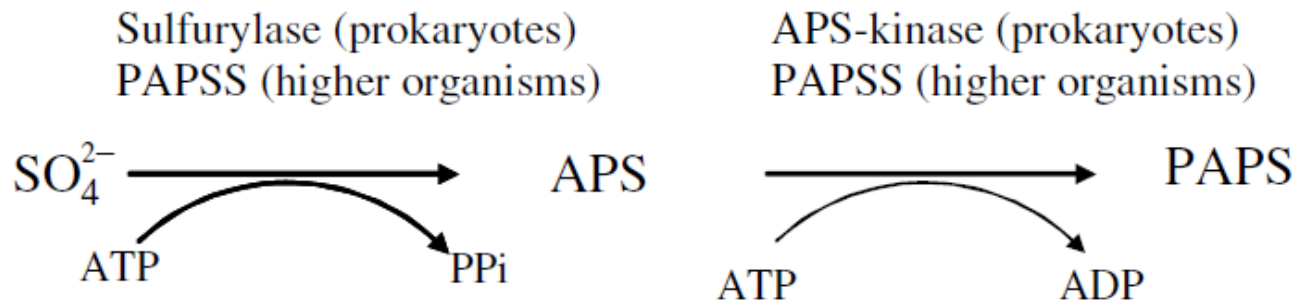 Sulfurylase (prokaryotes)
PAPSS (higher organisms)
APS-kinase (prokaryotes)
PAPSS (higher organisms)
SO₄²⁻
APS
PAPS
ATP
PPi
ATP
ADP